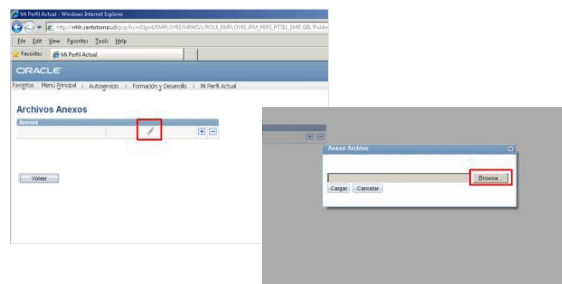 Mi Perfil Actual - Windows Internet Explorer
File Edit View Favorites Tools Help
Favorites Mi Perfil Actual
ORACLE
Favoritos Menú Principal > Autoservicio > Formación y Desarrollo > Mi Perfil Actual
Archivos Anexos
Anexos
Volver
Anexo Archivo
Browse...
Cargar Cancelar